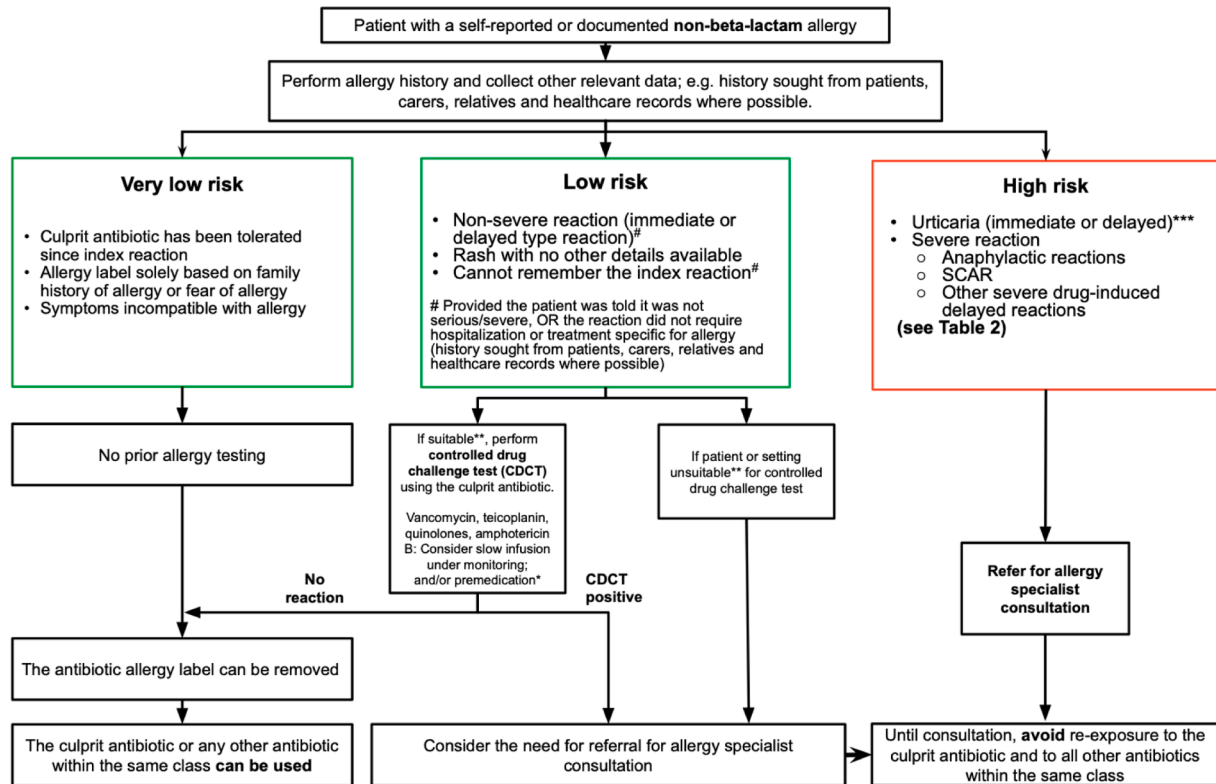 Patient with a self-reported or documented non-beta-lactam allergy
Perform allergy history and collect other relevant data; e.g. history sought from patients,
carers, relatives and healthcare records where possible.
Very low risk
• Culprit antibiotic has been tolerated
since index reaction
• Allergy label solely based on family
history of allergy or fear of allergy
• Symptoms incompatible with allergy
Low risk
• Non-severe reaction (immediate or
delayed type reaction)#
• Rash with no other details available
• Cannot remember the index reaction#
# Provided the patient was told it was not
serious/severe, OR the reaction did not require
hospitalization or treatment specific for allergy
(history sought from patients, carers, relatives and
healthcare records where possible)
High risk
• Urticaria (immediate or delayed)***
• Severe reaction
o Anaphylactic reactions
o SCAR
o Other severe drug-induced
delayed reactions
(see Table 2)
No prior allergy testing
If suitable**, perform
controlled drug
challenge test (CDCT)
using the culprit antibiotic.
Vancomycin, teicoplanin,
quinolones, amphotericin
B: Consider slow infusion
under monitoring;
and/or premedication*
If patient or setting
unsuitable** for controlled
drug challenge test
Refer for allergy
specialist
consultation
No
reaction
CDCT
positive
The antibiotic allergy label can be removed
The culprit antibiotic or any other antibiotic
within the same class can be used
Consider the need for referral for allergy specialist
consultation
Until consultation, avoid re-exposure to the
culprit antibiotic and to all other antibiotics
within the same class